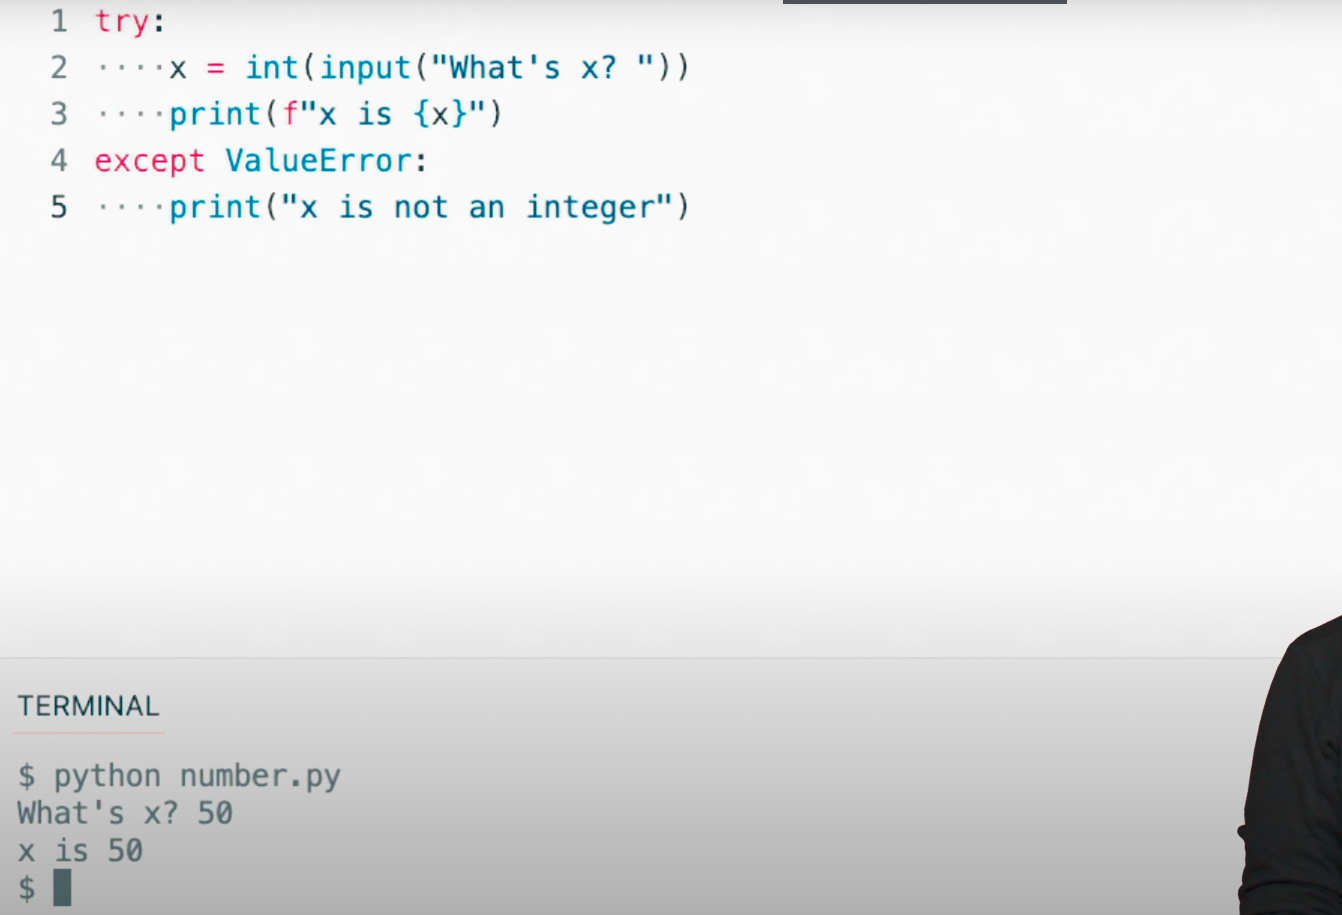 1 try:
2 ····x = int(input("What's x? "))
3 ····print(f"x is {x}")
4 except ValueError:
5 ····print("x is not an integer")
TERMINAL
$ python number.py
What's x? 50
x is 50
$